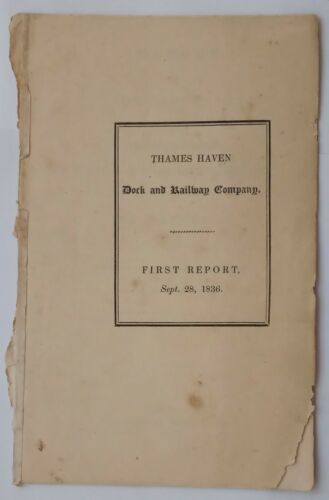 THAMES HAVEN
Dock and Railway Company.
FIRST REPORT,
Sept. 28, 1836.